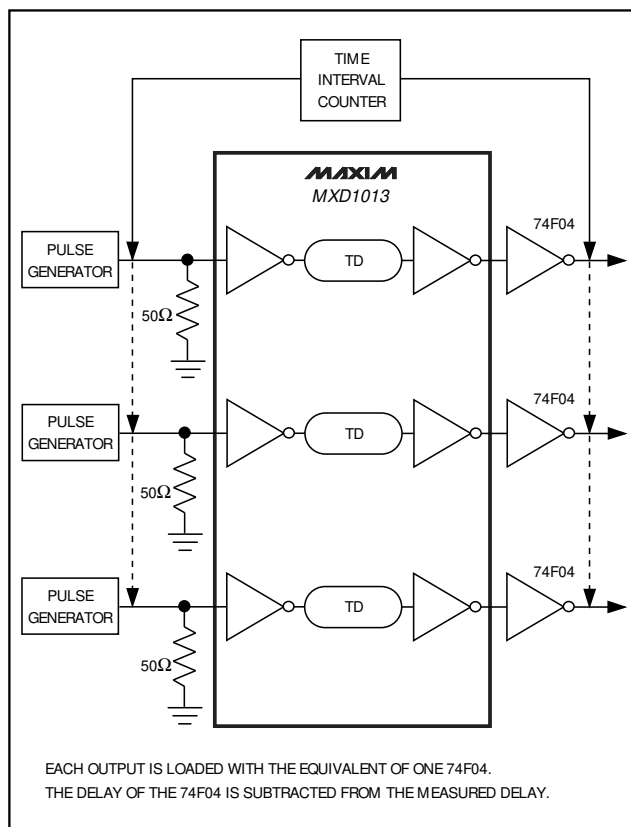 TIME
INTERVAL
COUNTER
MAXIM
MXD1013
PULSE
GENERATOR
TD
74F04
50Ω
PULSE
GENERATOR
TD
74F04
50Ω
PULSE
GENERATOR
TD
74F04
50Ω
EACH OUTPUT IS LOADED WITH THE EQUIVALENT OF ONE 74F04.
THE DELAY OF THE 74F04 IS SUBTRACTED FROM THE MEASURED DELAY.